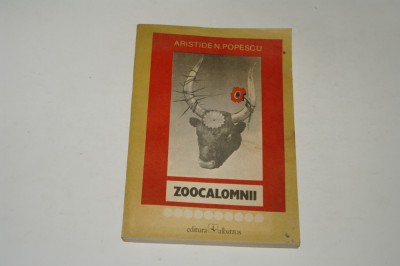 ARISTIDE N. POPESCU
ZOOCALOMNII
editura albatros